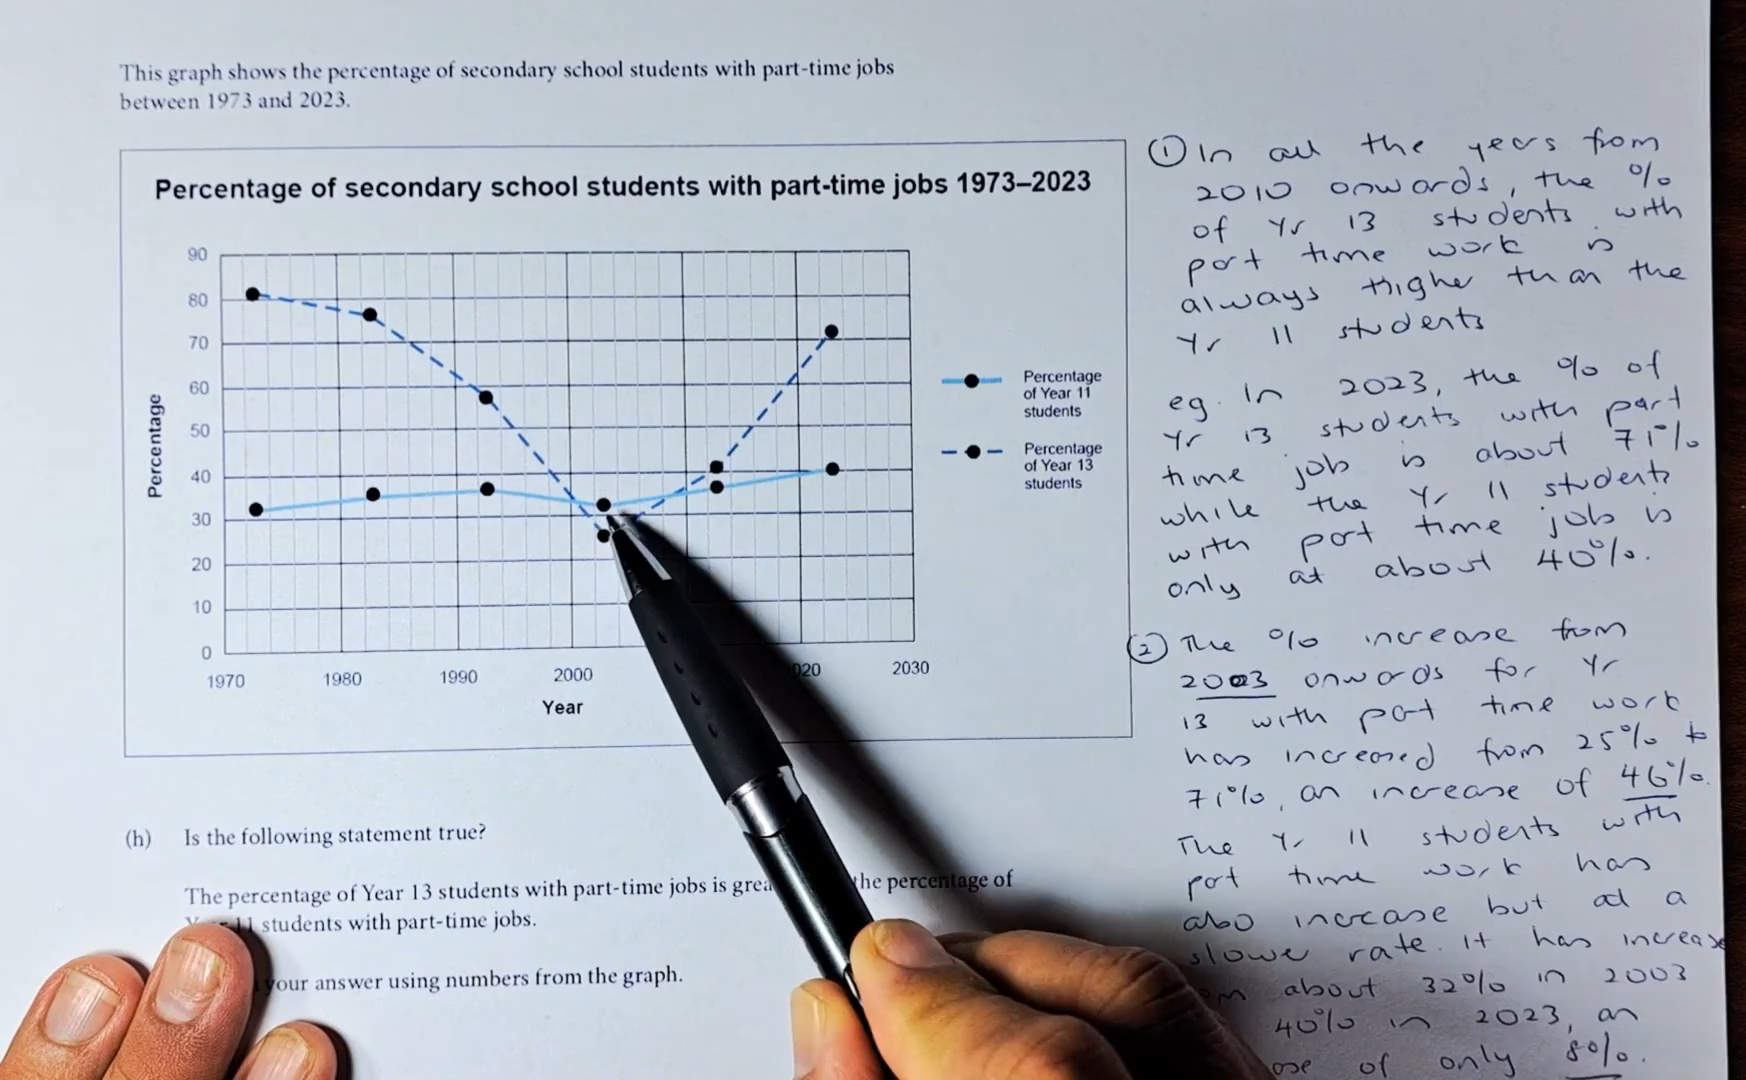 This graph shows the percentage of secondary school students with part-time jobs
between 1973 and 2023.
Percentage of secondary school students with part-time jobs 1973–2023
90
80
70
60
50
40
30
20
10
0
Percentage
1970
1980
1990
2000
020
2030
Year
Percentage
of Year 11
students
Percentage
of Year 13
students
(h) Is the following statement true?
The percentage of Year 13 students with part-time jobs is grea the percentage of
11 students with part-time jobs.
your answer using numbers from the graph.
① In all the years from
2010 onwards, the %
of Yr 13 students with
part time work is
always higher than the
Yr 11 students
eg. In 2023, the % of
Yr 13 students with part
time job is about 71%
while the Yr 11 students
with part time job is
only at about 40%.
② The % increase from
2003 onwards for Yr
13 with part time work
has increased from 25% to
71%, an increase of 46%.
The Yr 11 students with
part time work has
also increase but at a
slower rate. It has increase
om about 32% in 2003
40% in 2023, an
ase of only 8%.